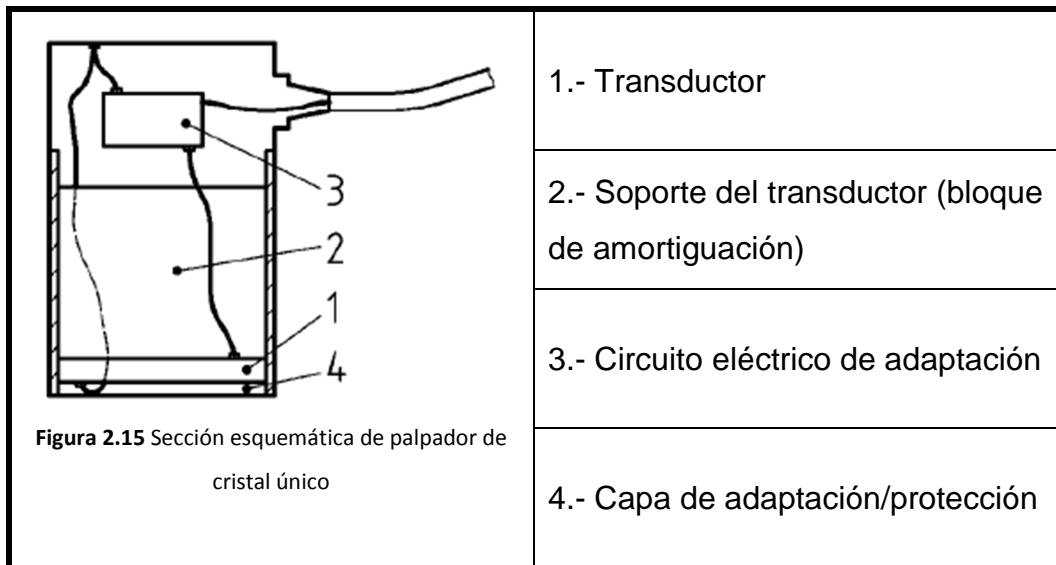 3
2
1
4
Figura 2.15 Sección esquemática de palpador de
cristal único
1.- Transductor
2.- Soporte del transductor (bloque
de amortiguación)
3.- Circuito eléctrico de adaptación
4.- Capa de adaptación/protección